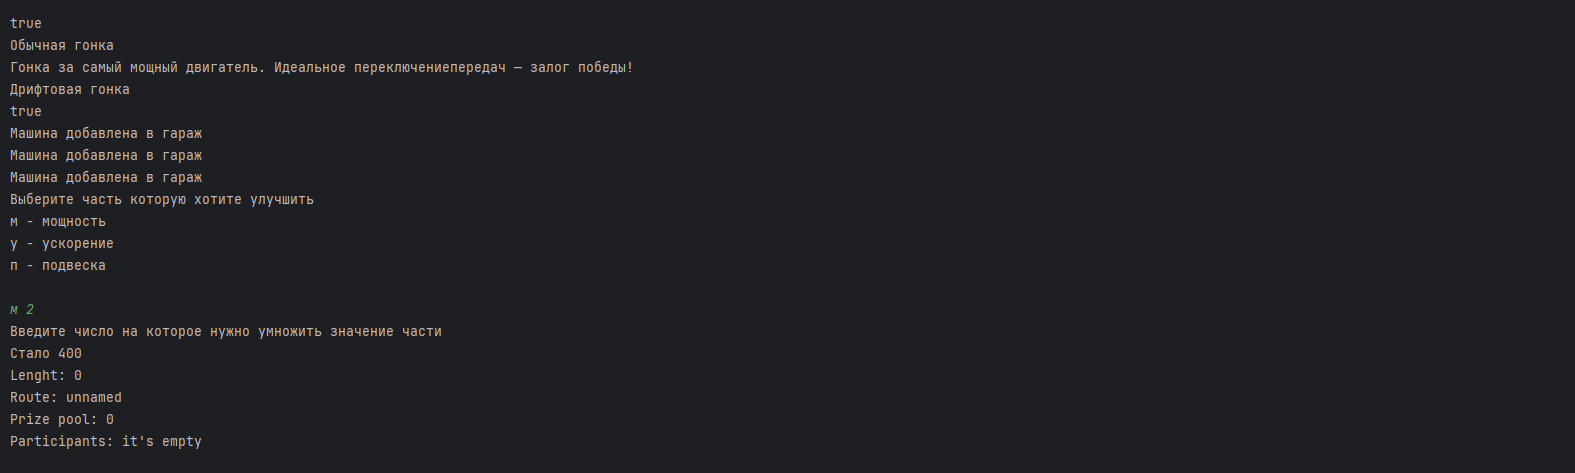 true
Обычная гонка
Гонка за самый мощный двигатель. Идеальное переключениепередач — залог победы!
Дрифтовая гонка
true
Машина добавлена в гараж
Машина добавлена в гараж
Машина добавлена в гараж
Выберите часть которую хотите улучшить
м - мощность
у - ускорение
п - подвеска
м 2
Введите число на которое нужно умножить значение части
Стало 400
Lenght: 0
Route: unnamed
Prize pool: 0
Participants: it's empty